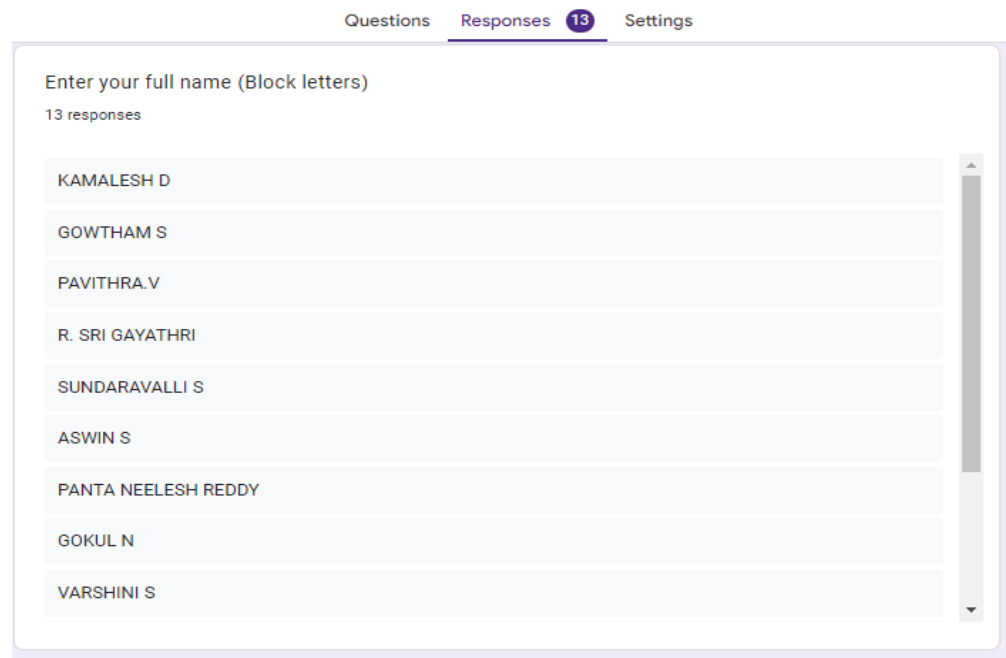 Questions Responses 13 Settings
Enter your full name (Block letters)
13 responses
KAMALESH D
GOWTHAM S
PAVITHRA.V
R. SRI GAYATHRI
SUNDARAVALLI S
ASWIN S
PANTA NEELESH REDDY
GOKUL N
VARSHINI S